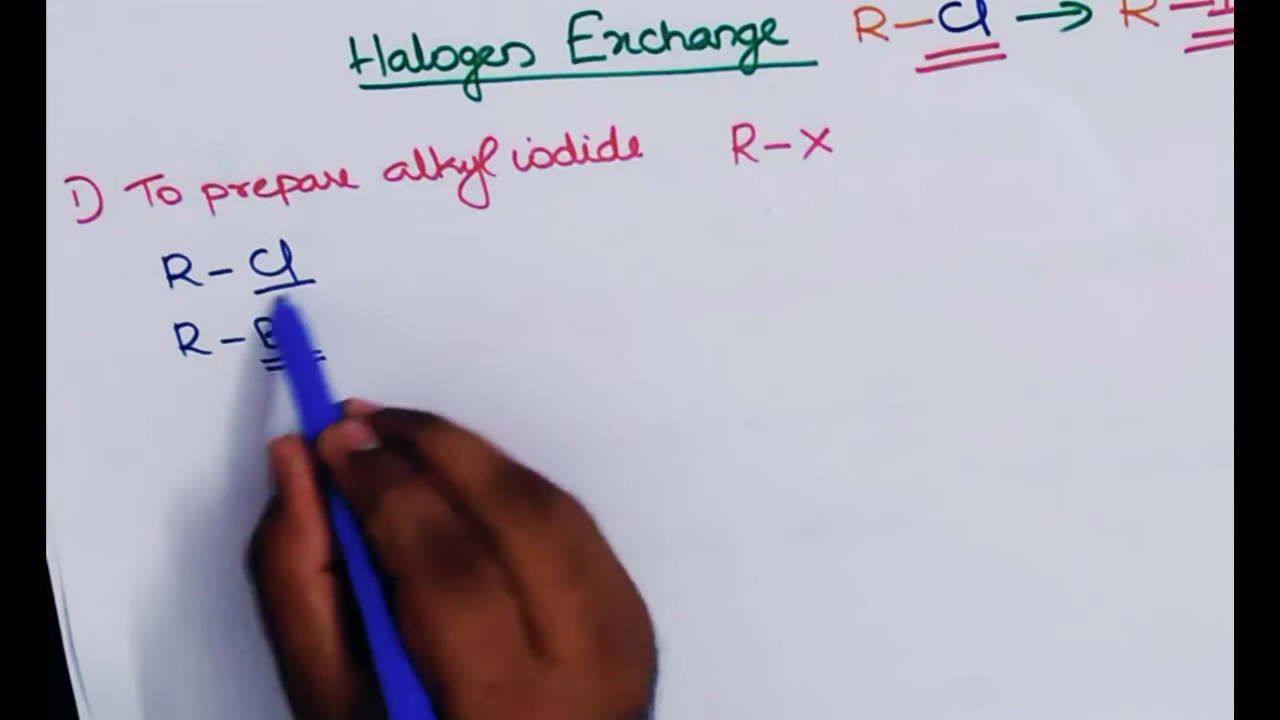 Halogen Exchange R-Cl → R-
1) To prepare alkyl iodide R-X
R-Cl
R-